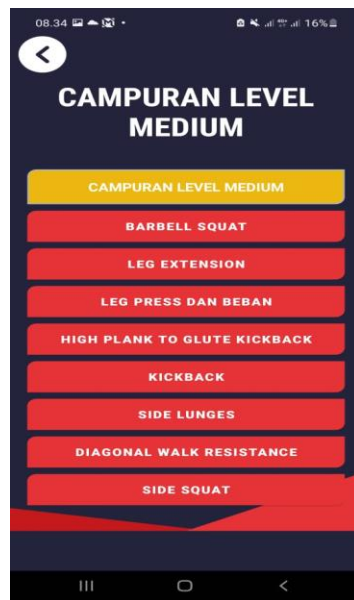 08.34
16%
CAMPURAN LEVEL
MEDIUM
CAMPURAN LEVEL MEDIUM
BARBELL SQUAT
LEG EXTENSION
LEG PRESS DAN BEBAN
HIGH PLANK TO GLUTE KICKBACK
KICKBACK
SIDE LUNGES
DIAGONAL WALK RESISTANCE
SIDE SQUAT